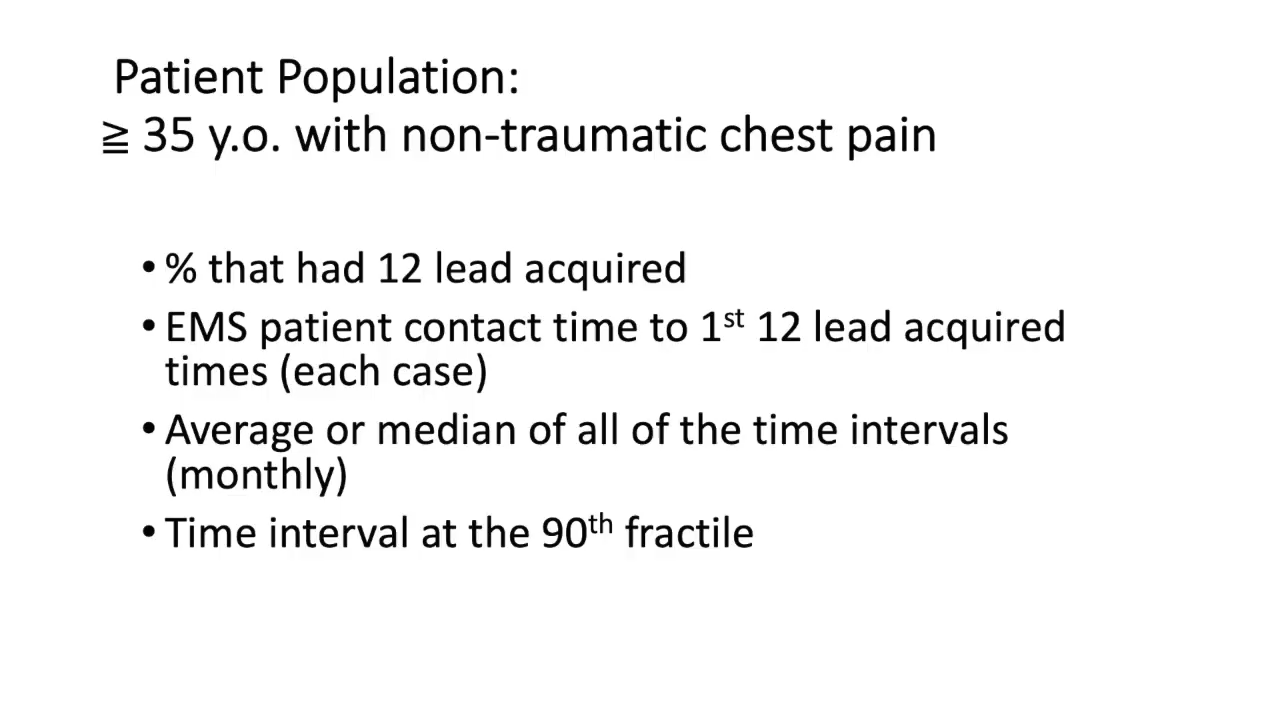 Patient Population:
≧ 35 y.o. with non-traumatic chest pain
• % that had 12 lead acquired
• EMS patient contact time to 1st 12 lead acquired
times (each case)
• Average or median of all of the time intervals
(monthly)
• Time interval at the 90th fractile